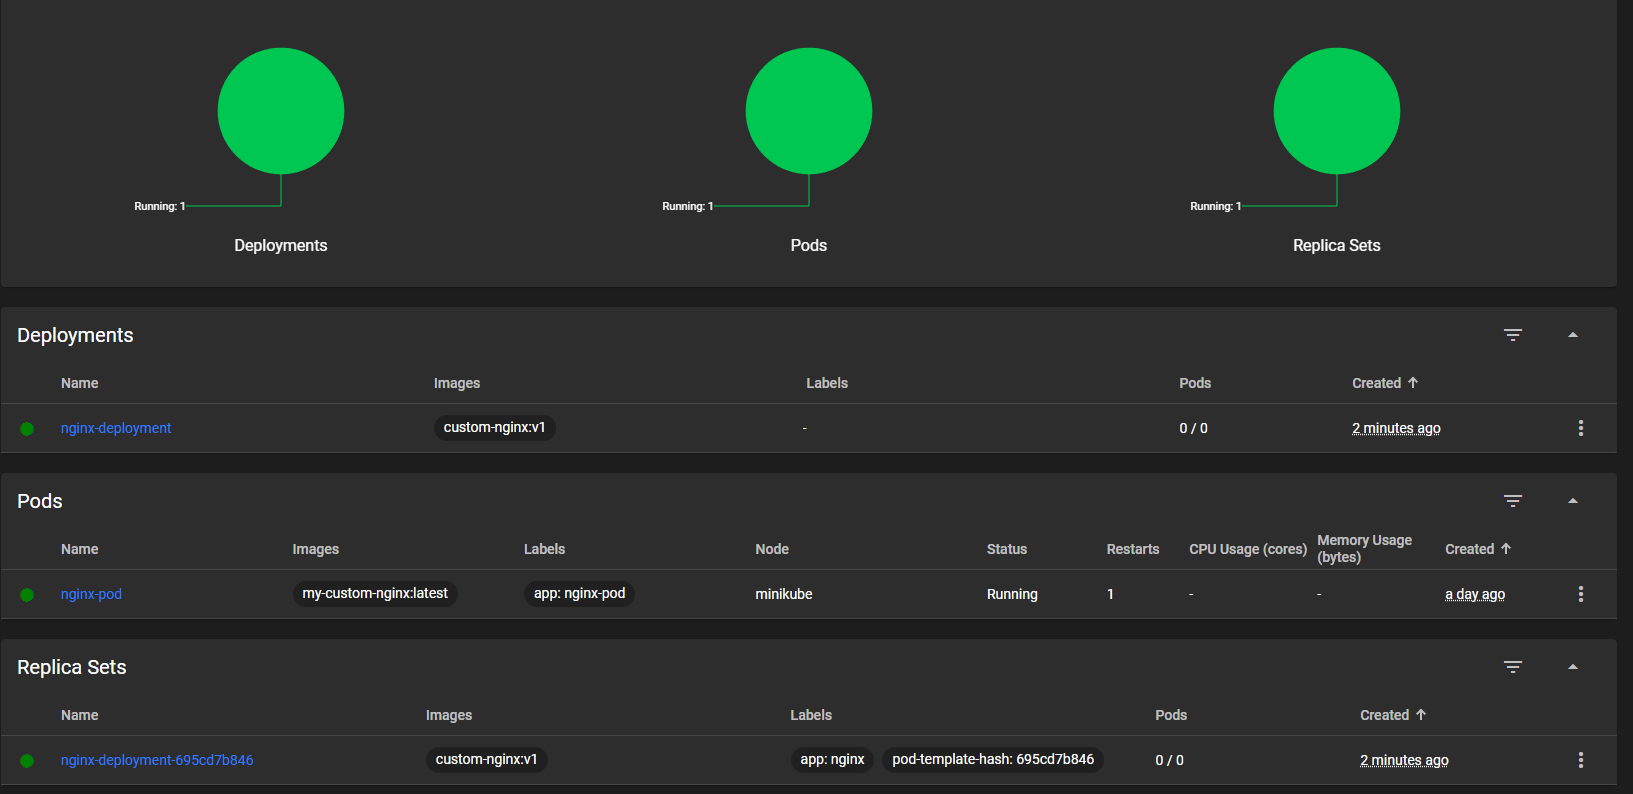 Running: 1 Running: 1 Running: 1
Deployments Pods Replica Sets
Deployments
Name Images Labels Pods Created
nginx-deployment custom-nginx:v1 - 0 / 0 2 minutes ago
Pods
Name Images Labels Node Status Restarts CPU Usage (cores) Memory Usage (bytes) Created
nginx-pod my-custom-nginx:latest app: nginx-pod minikube Running 1 - - a day ago
Replica Sets
Name Images Labels Pods Created
nginx-deployment-695cd7b846 custom-nginx:v1 app: nginx pod-template-hash: 695cd7b846 0 / 0 2 minutes ago